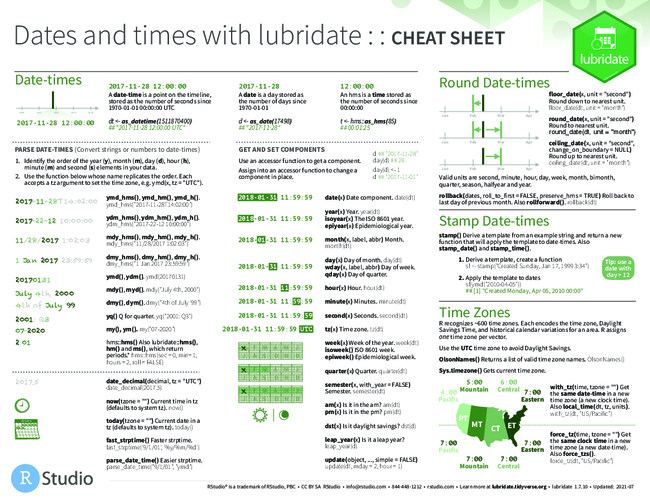 Dates and times with lubridate : : CHEAT SHEET
lubridate
Date-times
2017-11-28 12:00:00
2017-11-28 12:00:00
A date-time is a point on the timeline,
stored as the number of seconds since
1970-01-01 00:00:00 UTC
dt <- as_datetime(1511870400)
## "2017-11-28 12:00:00 UTC"
2017-11-28
A date is a day stored as
the number of days since
1970-01-01
d <- as_date(17498)
## "2017-11-28"
12:00:00
An hms is a time stored as
the number of seconds since
00:00:00
t <- hms::as_hms(85)
## 00:01:25
PARSE DATE-TIMES (Convert strings or numbers to date-times)
1. Identify the order of the year (y), month (m), day (d), hour (h),
minute (m) and second (s) elements in your data.
2. Use the function below whose name replicates the order. Each
accepts a tz argument to set the time zone, e.g. ymd(x, tz = "UTC").
2017-11-28T14:02:00
ymd_hms(), ymd_hm(), ymd_h().
ymd_hms("2017-11-28T14:02:00")
2017-22-12 10:00:00
ydm_hms(), ydm_hm(), ydm_h().
ydm_hms("2017-22-12 10:00:00")
11/28/2017 1:02:03
mdy_hms(), mdy_hm(), mdy_h().
mdy_hms("11/28/2017 1:02:03")
1 Jan 2017 23:59:59
dmy_hms(), dmy_hm(), dmy_h().
dmy_hms("1 Jan 2017 23:59:59")
20170131
ymd(), ydm(). ymd(20170131)
July 4th, 2000
mdy(), myd(). mdy("July 4th, 2000")
4th of July '99
dmy(), dym(). dmy("4th of July '99")
2001: Q3
yq() Q for quarter. yq("2001: Q3")
07-2020
my(), ym(). my("07-2020")
2:01
hms::hms() Also lubridate::hms(),
hm() and ms(), which return
periods.* hms::hms(sec = 0, min = 1,
hours = 2, roll = FALSE)
2017.5
date_decimal(decimal, tz = "UTC")
date_decimal(2017.5)
now(tzone = "") Current time in tz
(defaults to system tz). now()
today(tzone = "") Current date in a
tz (defaults to system tz). today()
fast_strptime() Faster strptime.
fast_strptime('9/1/01', '%y/%m/%d')
parse_date_time() Easier strptime.
parse_date_time("9/1/01", "ymd")
GET AND SET COMPONENTS
Use an accessor function to get a component.
Assign into an accessor function to change a
component in place.
d ## "2017-11-28"
day(d) ## 28
day(d) <- 1
d ## "2017-11-01"
2018-01-31 11:59:59
date(x) Date component. date(dt)
2018-01-31 11:59:59
year(x) Year. year(dt)
isoyear(x) The ISO 8601 year.
epiyear(x) Epidemiological year.
2018-01-31 11:59:59
month(x, label, abbr) Month.
month(dt)
2018-01-31 11:59:59
day(x) Day of month. day(dt)
wday(x, label, abbr) Day of week.
qday(x) Day of quarter.
2018-01-31 11:59:59
hour(x) Hour. hour(dt)
2018-01-31 11:59:59
minute(x) Minutes. minute(dt)
2018-01-31 11:59:59
second(x) Seconds. second(dt)
2018-01-31 11:59:59 UTC
tz(x) Time zone. tz(dt)
week(x) Week of the year. week(dt)
isoweek() ISO 8601 week.
epiweek() Epidemiological week.
quarter(x) Quarter. quarter(dt)
semester(x, with_year = FALSE)
Semester. semester(dt)
am(x) Is it in the am? am(dt)
pm(x) Is it in the pm? pm(dt)
dst(x) Is it daylight savings? dst(d)
leap_year(x) Is it a leap year?
leap_year(d)
update(object, ..., simple = FALSE)
update(dt, mday = 2, hour = 1)
Round Date-times
floor_date(x, unit = "second")
Round down to nearest unit.
floor_date(dt, unit = "month")
round_date(x, unit = "second")
Round to nearest unit.
round_date(dt, unit = "month")
ceiling_date(x, unit = "second",
change_on_boundary = NULL)
Round up to nearest unit.
ceiling_date(dt, unit = "month")
Valid units are second, minute, hour, day, week, month, bimonth,
quarter, season, halfyear and year.
rollback(dates, roll_to_first = FALSE, preserve_hms = TRUE) Roll back to
last day of previous month. Also rollforward(). rollback(dt)
Stamp Date-times
stamp() Derive a template from an example string and return a new
function that will apply the template to date-times. Also
stamp_date() and stamp_time().
1. Derive a template, create a function
sf <- stamp("Created Sunday, Jan 17, 1999 3:34")
2. Apply the template to dates
sf(ymd("2010-04-05"))
## [1] "Created Monday, Apr 05, 2010 00:00"
Tip: use a
date with
day > 12
Time Zones
R recognizes ~600 time zones. Each encodes the time zone, Daylight
Savings Time, and historical calendar variations for an area. R assigns
one time zone per vector.
Use the UTC time zone to avoid Daylight Savings.
OlsonNames() Returns a list of valid time zone names. OlsonNames()
Sys.timezone() Gets current time zone.
5:00
Mountain
6:00
Central
4:00
Pacific
7:00
Eastern
PT
MT
CT
ET
7:00
Pacific
7:00
Mountain
7:00
Central
7:00
Eastern
with_tz(time, tzone = "") Get
the same date-time in a new
time zone (a new clock time).
Also local_time(dt, tz, units).
with_tz(dt, "US/Pacific")
force_tz(time, tzone = "") Get
the same clock time in a new
time zone (a new date-time).
Also force_tzs().
force_tz(dt, "US/Pacific")
R Studio
RStudio® is a trademark of RStudio, PBC • CC BY SA RStudio • info@rstudio.com • 844-448-1212 • rstudio.com • Learn more at lubridate.tidyverse.org • lubridate 1.7.10 • Updated: 2021-07